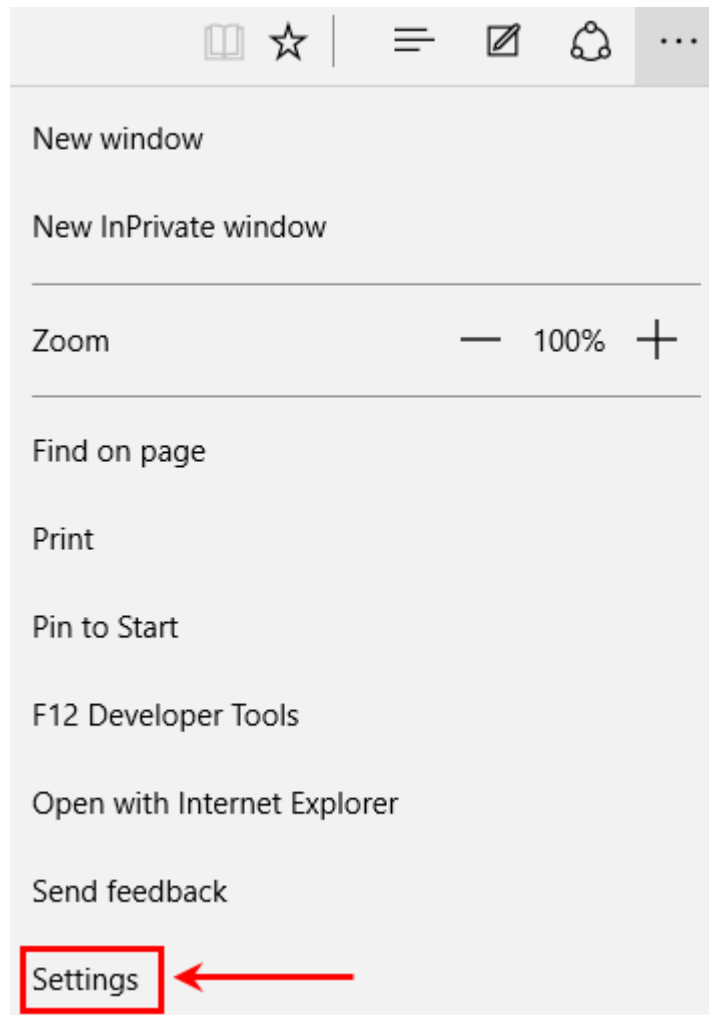 New window
New InPrivate window
Zoom 100%
Find on page
Print
Pin to Start
F12 Developer Tools
Open with Internet Explorer
Send feedback
Settings